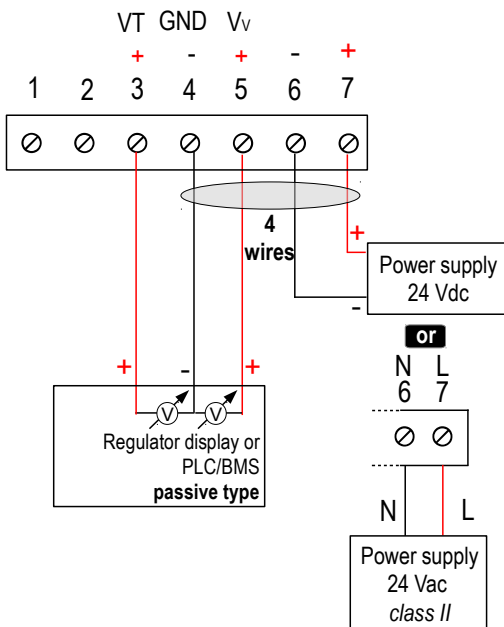 VT GND Vv
+ - + - +
1 2 3 4 5 6 7
4
wires
+
Power supply
24 Vdc
-
or
N L
6 7
+ - +
V V
Regulator display or
PLC/BMS
passive type
N L
Power supply
24 Vac
class II